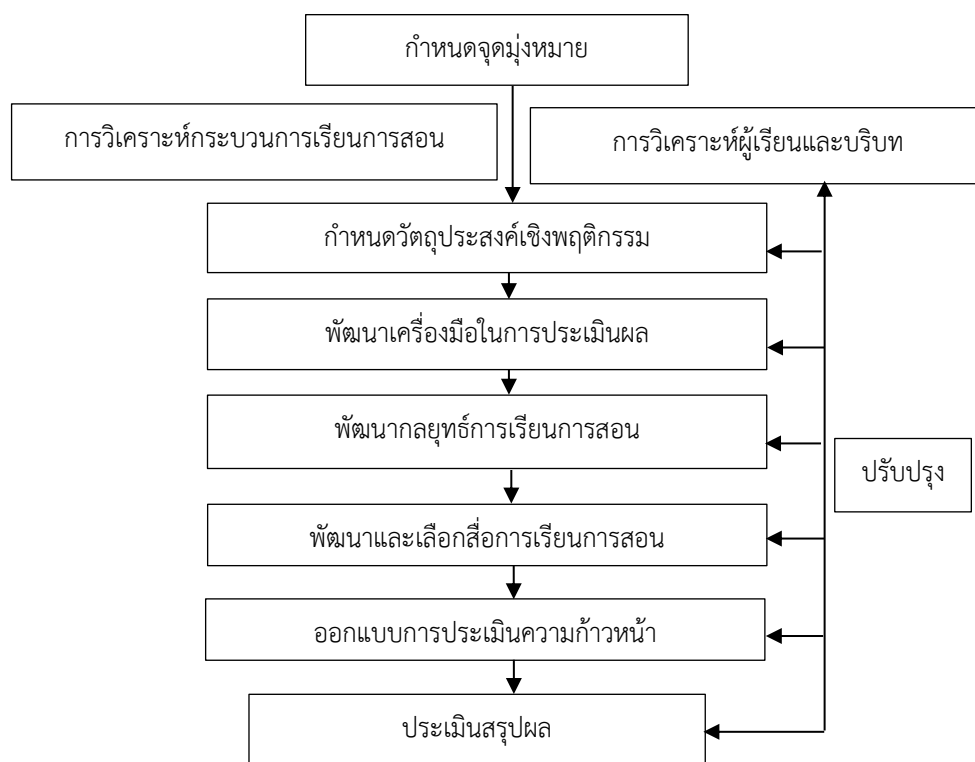 กำหนดจุดมุ่งหมาย
การวิเคราะห์กระบวนการเรียนการสอน
การวิเคราะห์ผู้เรียนและบริบท
กำหนดวัตถุประสงค์เชิงพฤติกรรม
พัฒนาเครื่องมือในการประเมินผล
พัฒนากลยุทธ์การเรียนการสอน
ปรับปรุง
พัฒนาและเลือกสื่อการเรียนการสอน
ออกแบบการประเมินความก้าวหน้า
ประเมินสรุปผล